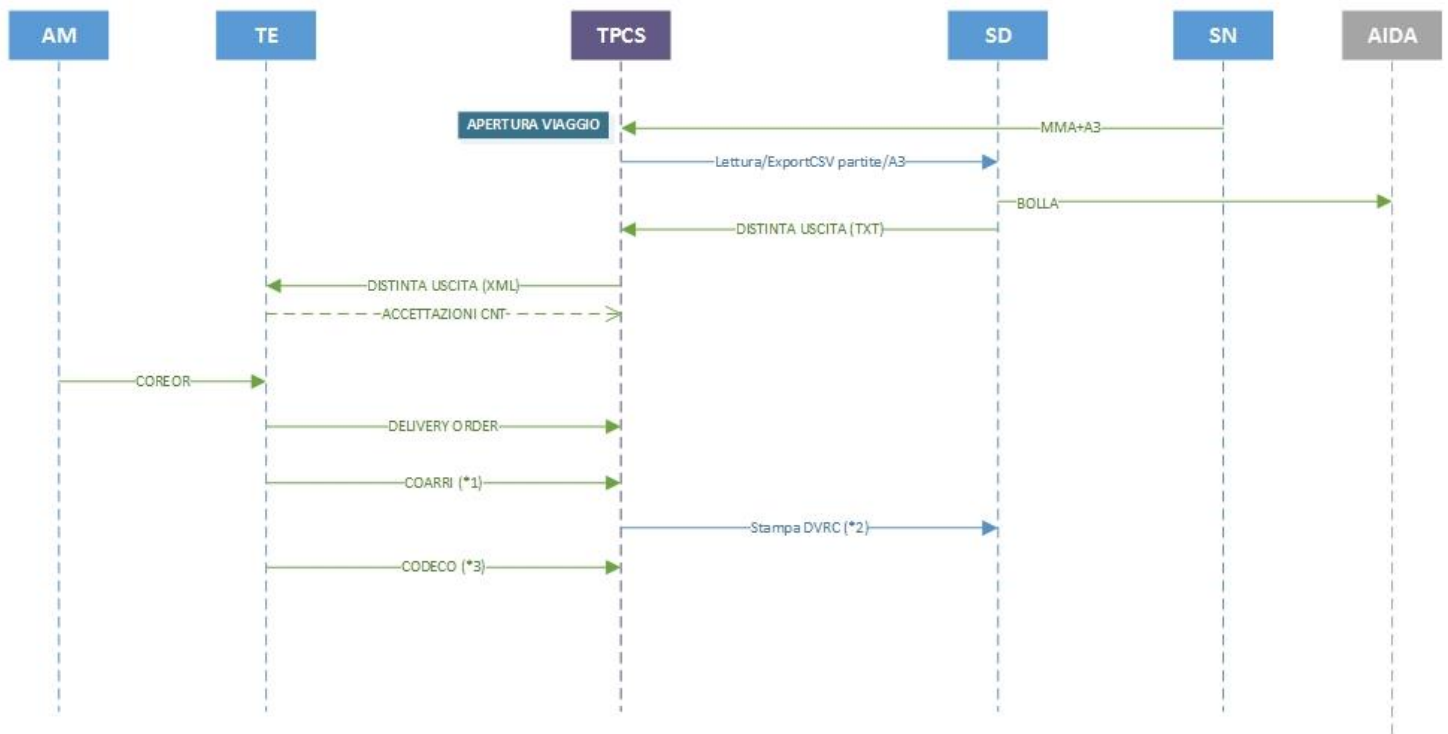 AM
TE
TPCS
SD
SN
AIDA
APERTURA VIAGGIO
MMA+A3
Lettura/ExportCSV partite/A3
BOLLA
DISTINTA USCITA (TXT)
DISTINTA USCITA (XML)
ACCETTAZIONI CNT
COREOR
DELIVERY ORDER
COARRI (*1)
Stampa DVRC (*2)
CODECO (*3)